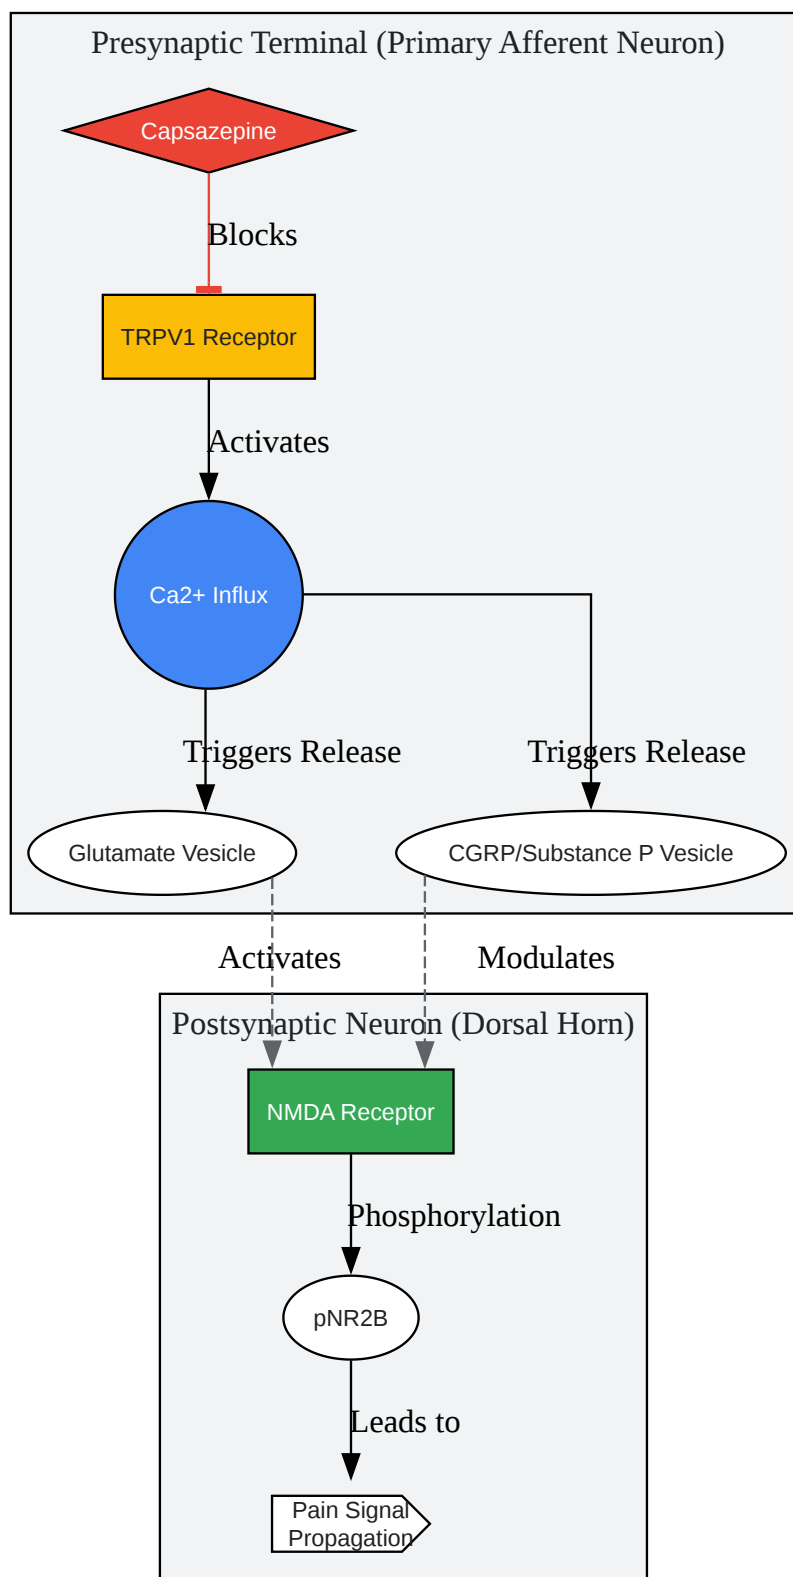 Presynaptic Terminal (Primary Afferent Neuron)
Capsazepine
Blocks
TRPV1 Receptor
Activates
Ca2+ Influx
Triggers Release
Triggers Release
Glutamate Vesicle
CGRP/Substance P Vesicle
Activates
Modulates
Postsynaptic Neuron (Dorsal Horn)
NMDA Receptor
Phosphorylation
pNR2B
Leads to
Pain Signal
Propagation